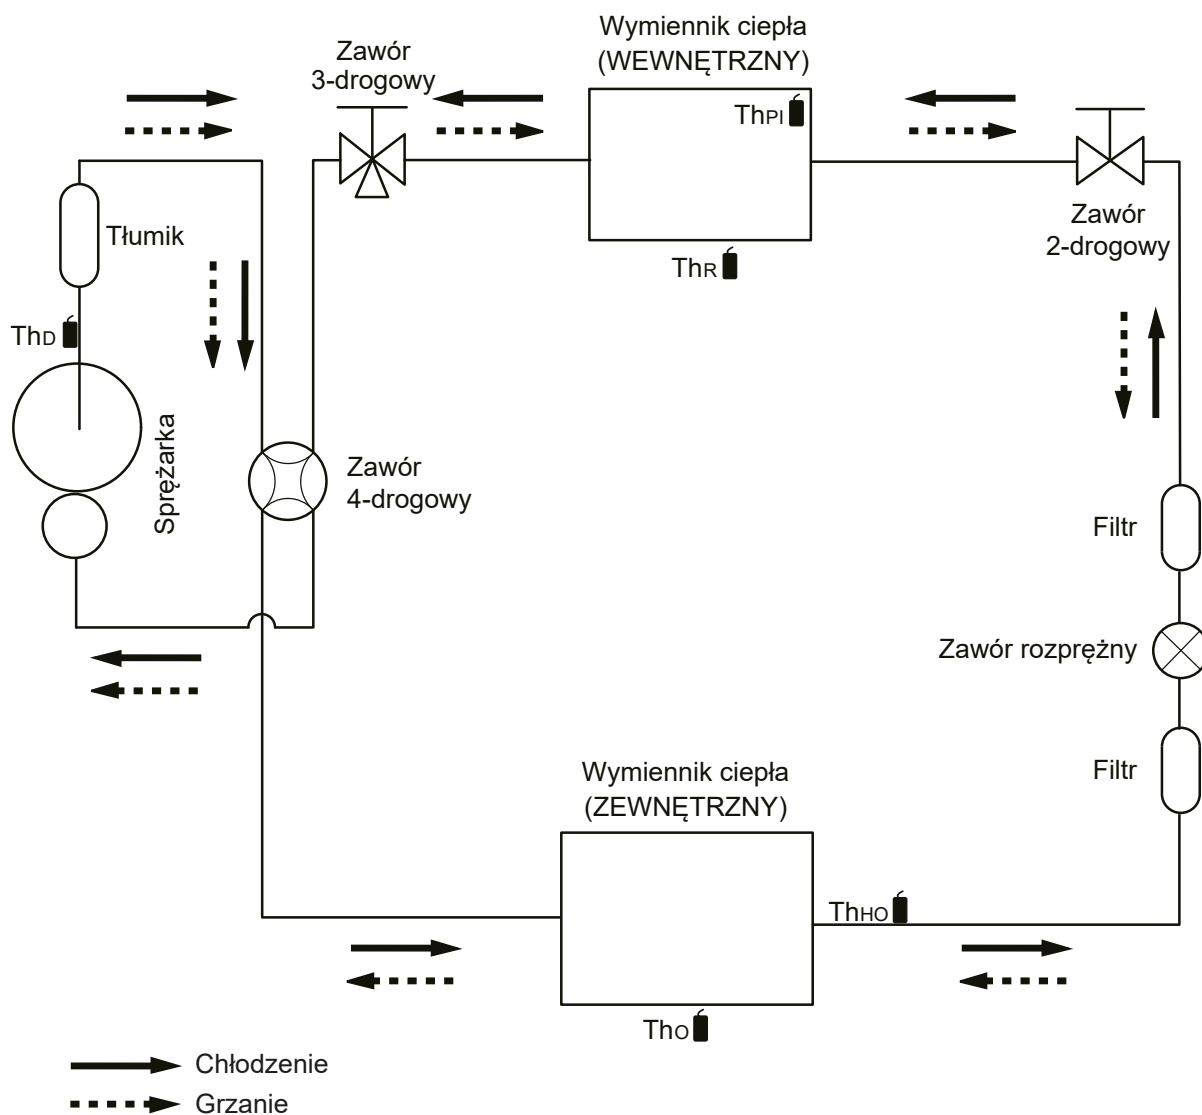 Wymiennik ciepła
(WEWNĘTRZNY)
Zawór
3-drogowy
ThPI
Tłumik
Zawór
2-drogowy
ThR
ThD
Sprężarka
Zawór
4-drogowy
Filtr
Zawór rozprężny
Wymiennik ciepła
(ZEWNĘTRZNY)
Filtr
ThHO
ThO
Chłodzenie
Grzanie